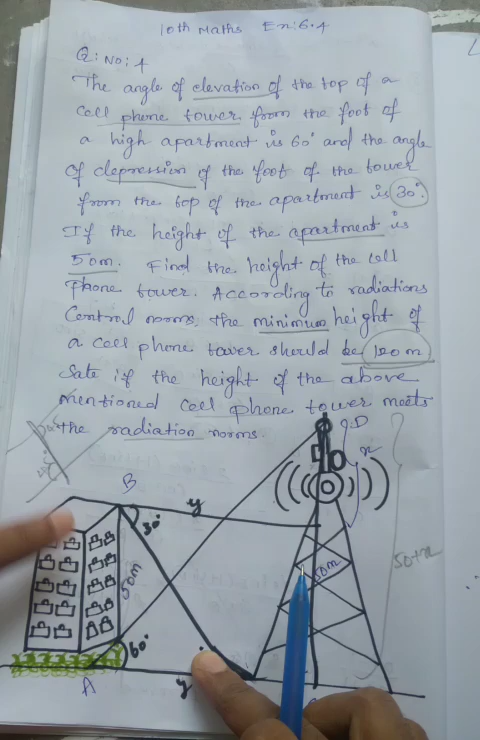 10th Maths Ex: 6.4
Q: No: 4
The angle of elevation of the top of a
cell phone tower from the foot of
a high apartment is 60° and the angle
of depression of the foot of the tower
from the top of the apartment is 30°.
If the height of the apartment is
50m. Find the height of the cell
Phone tower. According to radiations
Control norms, the minimum height of
a cell phone tower should be 120m
Sate if the height of the above
mentioned cell phone tower meets
the radiation norms.
D
x
B
y
30°
50m
50m
50+x
60°
A
y